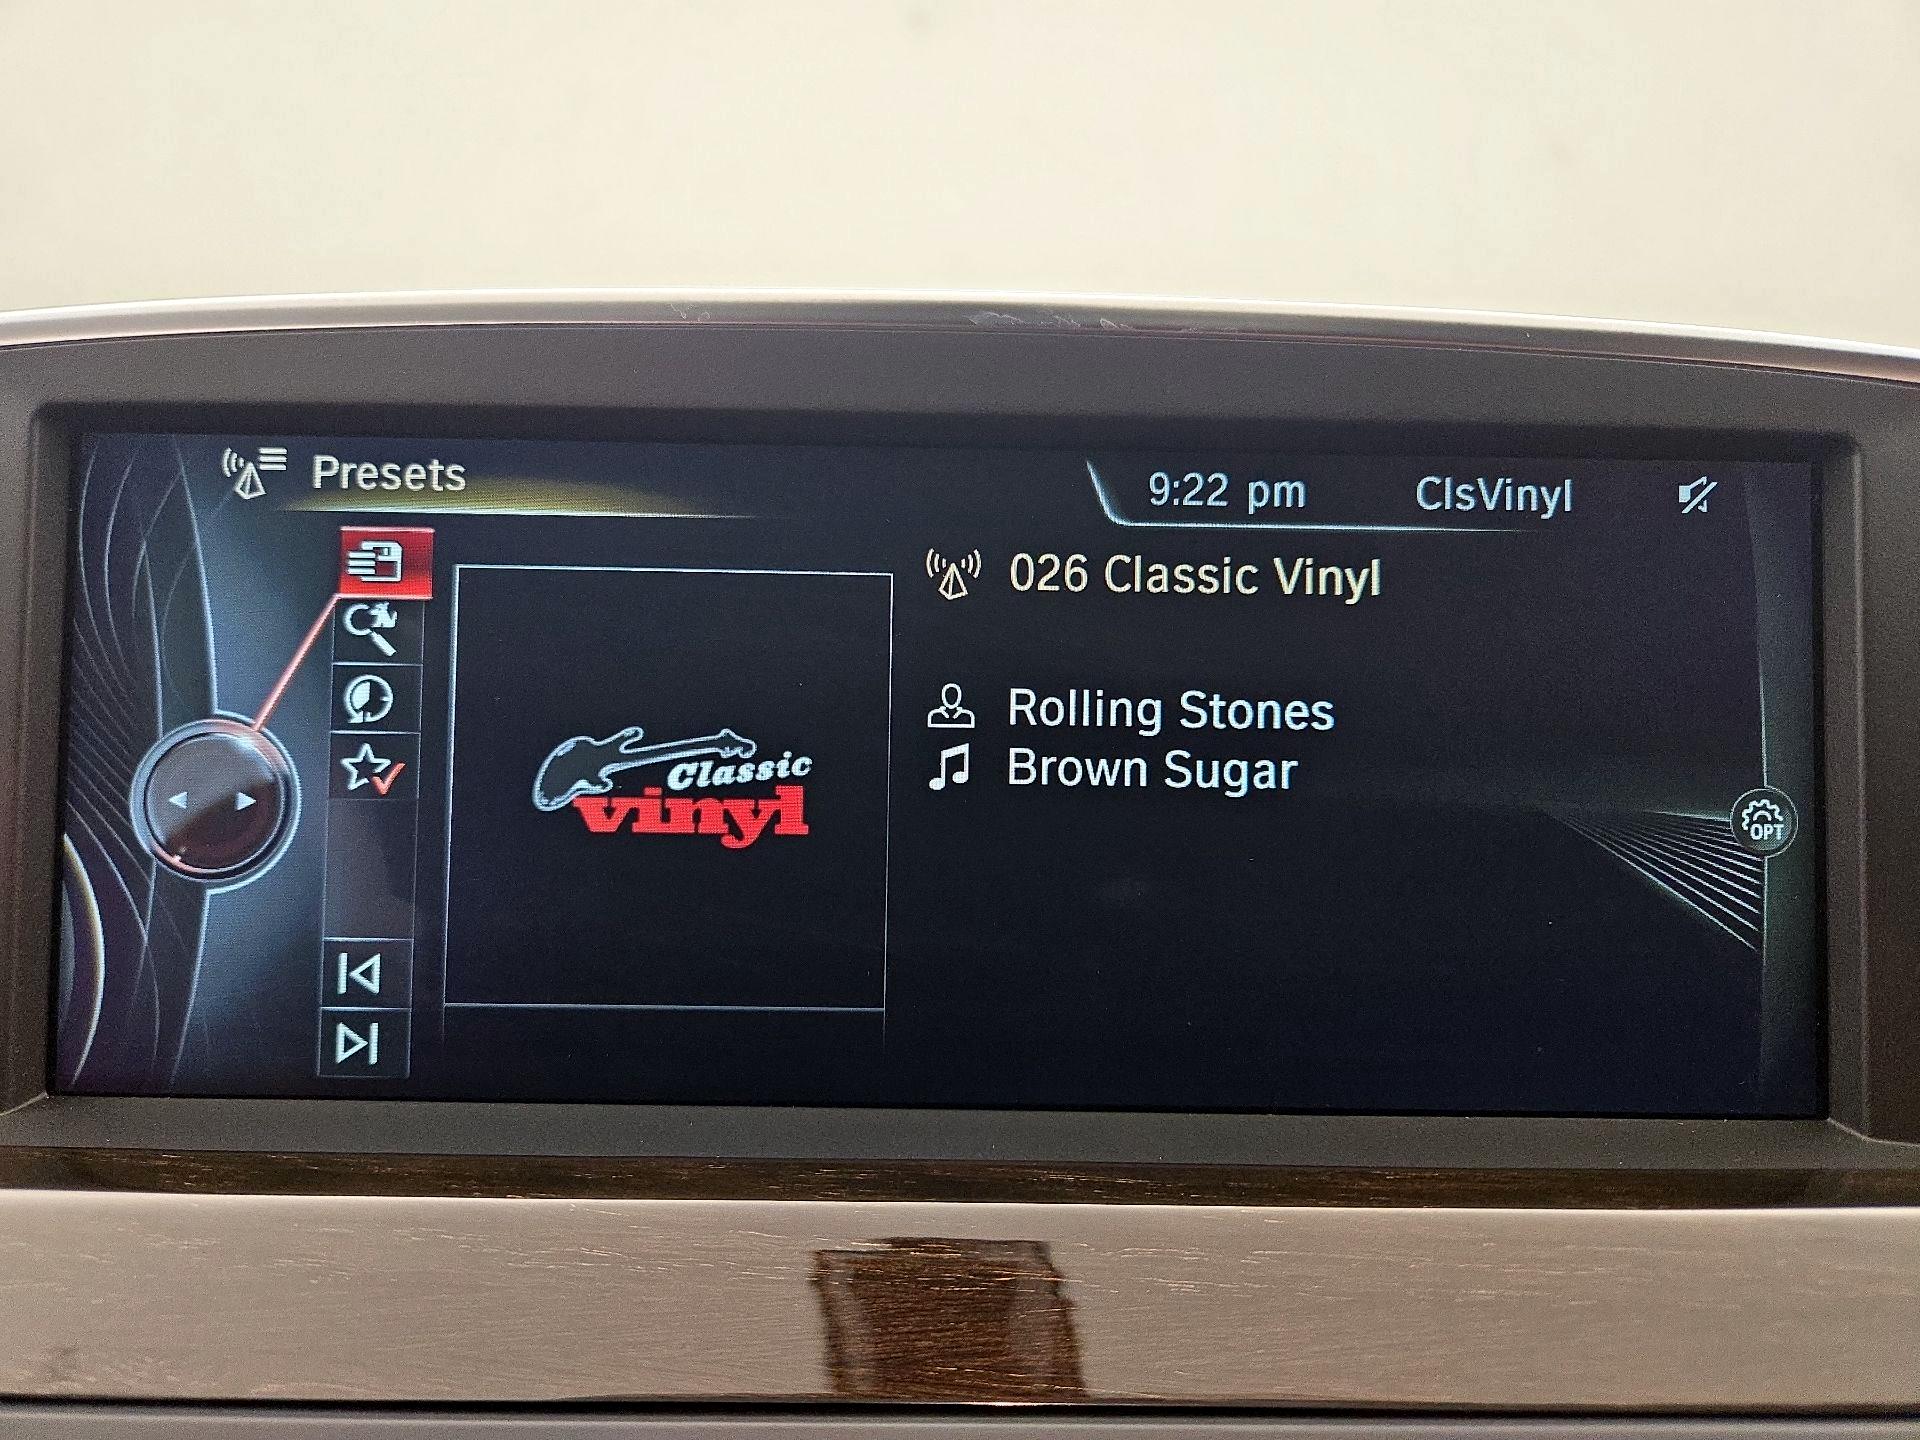 Presets
9:22 pm
ClsVinyl
026 Classic Vinyl
Classic
vinyl
Rolling Stones
Brown Sugar
OPT